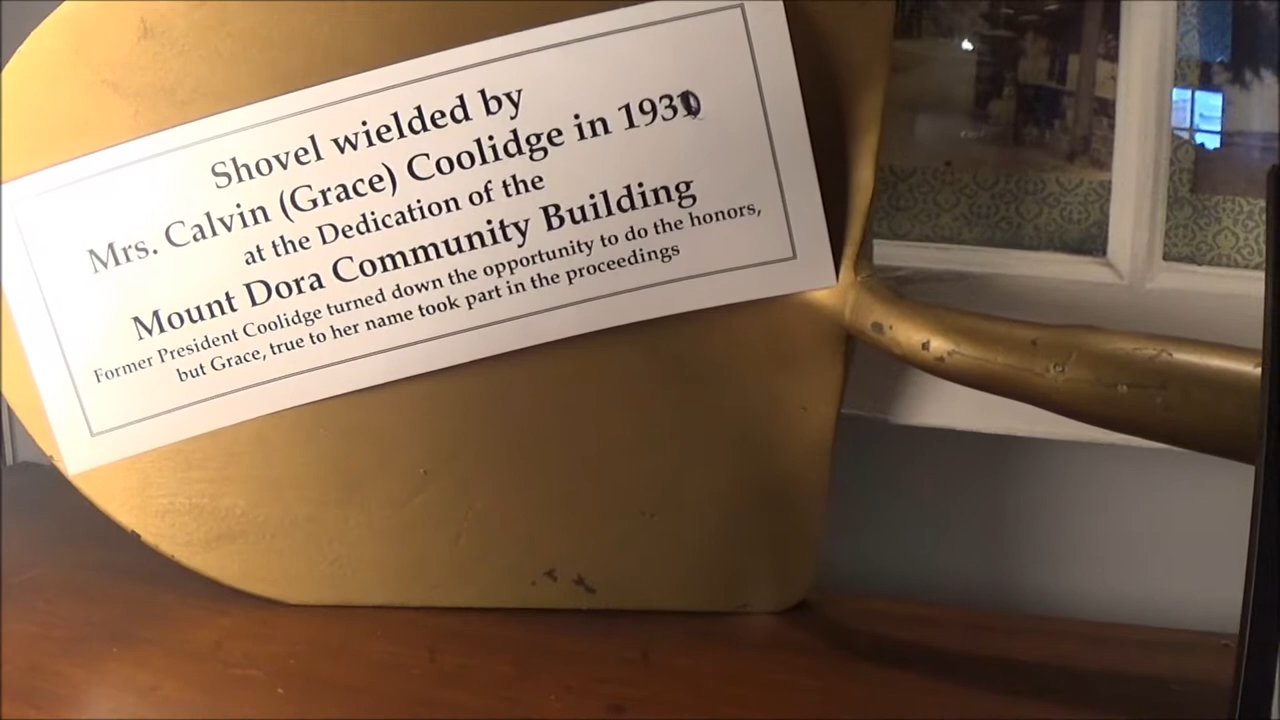 Shovel wielded by
Mrs. Calvin (Grace) Coolidge in 1930
at the Dedication of the
Mount Dora Community Building
Former President Coolidge turned down the opportunity to do the honors,
but Grace, true to her name took part in the proceedings